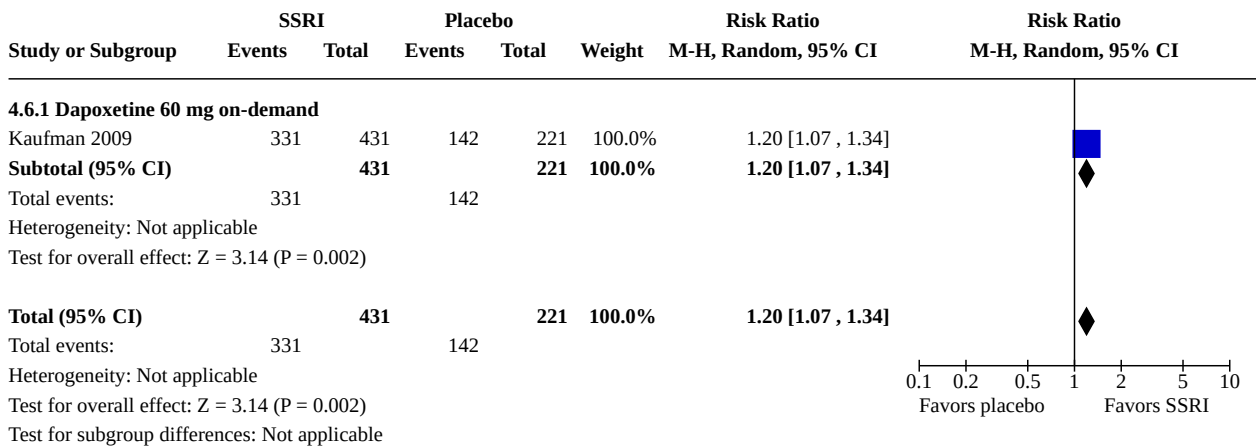 SSRI Placebo Risk Ratio Risk Ratio
Study or Subgroup Events Total Events Total Weight M-H, Random, 95% CI M-H, Random, 95% CI
4.6.1 Dapoxetine 60 mg on-demand
Kaufman 2009 331 431 142 221 100.0% 1.20 [1.07 , 1.34]
Subtotal (95% CI) 431 221 100.0% 1.20 [1.07 , 1.34]
Total events: 331 142
Heterogeneity: Not applicable
Test for overall effect: Z = 3.14 (P = 0.002)
Total (95% CI) 431 221 100.0% 1.20 [1.07 , 1.34]
Total events: 331 142
Heterogeneity: Not applicable
0.1 0.2 0.5 1 2 5 10
Test for overall effect: Z = 3.14 (P = 0.002) Favors placebo Favors SSRI
Test for subgroup differences: Not applicable